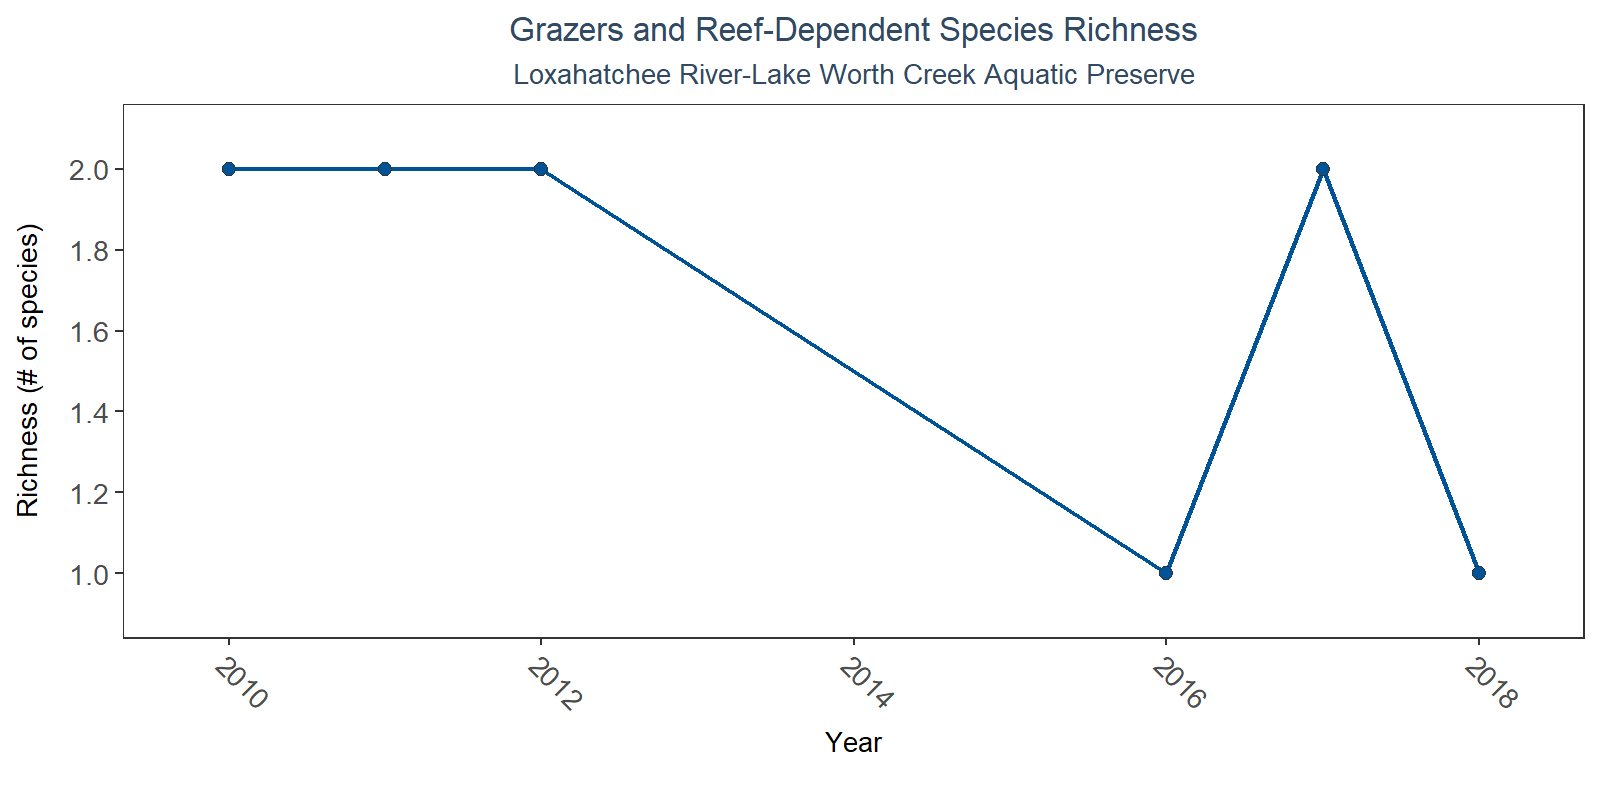 Grazers and Reef-Dependent Species Richness
Loxahatchee River-Lake Worth Creek Aquatic Preserve
Richness (# of species)
2.0
1.8
1.6
1.4
1.2
1.0
2010
2012
2014
2016
2018
Year